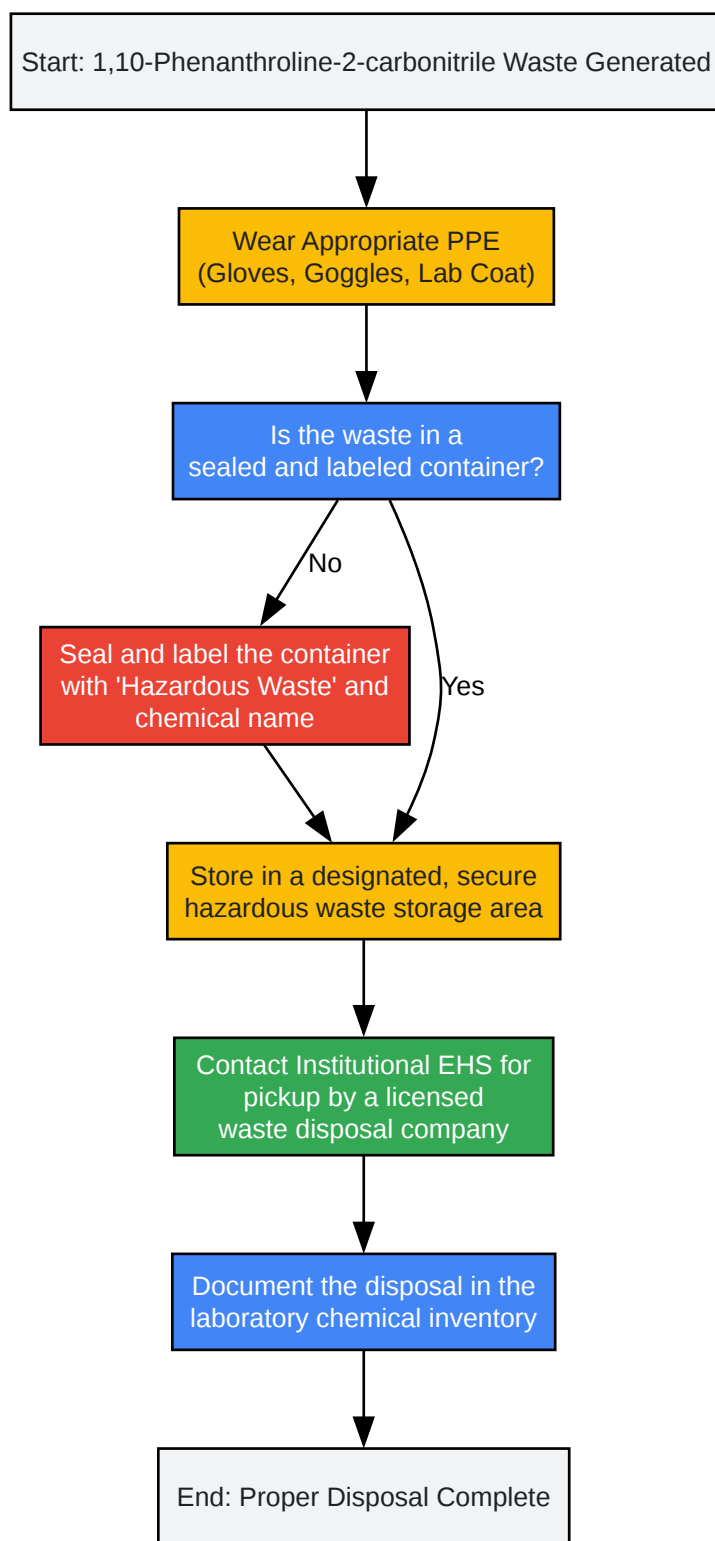 Start: 1,10-Phenanthroline-2-carbonitrile Waste Generated
Wear Appropriate PPE
(Gloves, Goggles, Lab Coat)
Is the waste in a
sealed and labeled container?
No
Seal and label the container
with 'Hazardous Waste' and
chemical name
Yes
Store in a designated, secure
hazardous waste storage area
Contact Institutional EHS for
pickup by a licensed
waste disposal company
Document the disposal in the
laboratory chemical inventory
End: Proper Disposal Complete